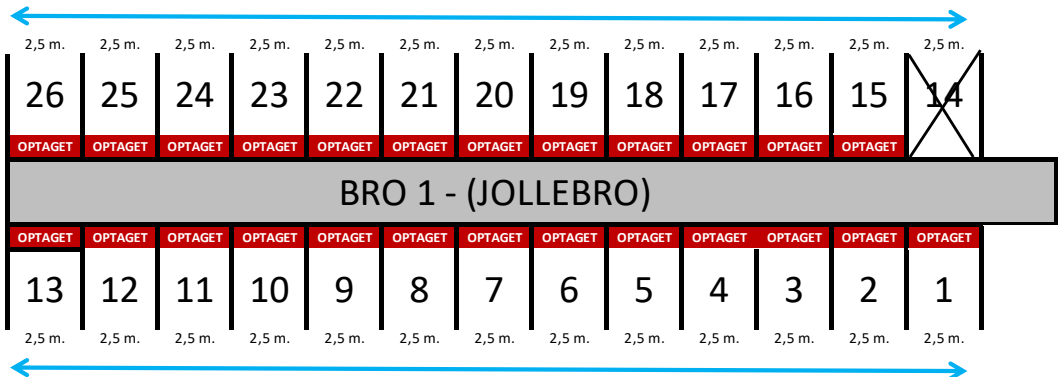 2,5 m. 2,5 m. 2,5 m. 2,5 m. 2,5 m. 2,5 m. 2,5 m. 2,5 m. 2,5 m. 2,5 m. 2,5 m. 2,5 m. 2,5 m.
26 25 24 23 22 21 20 19 18 17 16 15 14
OPTAGET OPTAGET OPTAGET OPTAGET OPTAGET OPTAGET OPTAGET OPTAGET OPTAGET OPTAGET OPTAGET OPTAGET
BRO 1 - (JOLLEBRO)
OPTAGET OPTAGET OPTAGET OPTAGET OPTAGET OPTAGET OPTAGET OPTAGET OPTAGET OPTAGET OPTAGET OPTAGET OPTAGET
13 12 11 10 9 8 7 6 5 4 3 2 1
2,5 m. 2,5 m. 2,5 m. 2,5 m. 2,5 m. 2,5 m. 2,5 m. 2,5 m. 2,5 m. 2,5 m. 2,5 m. 2,5 m. 2,5 m.